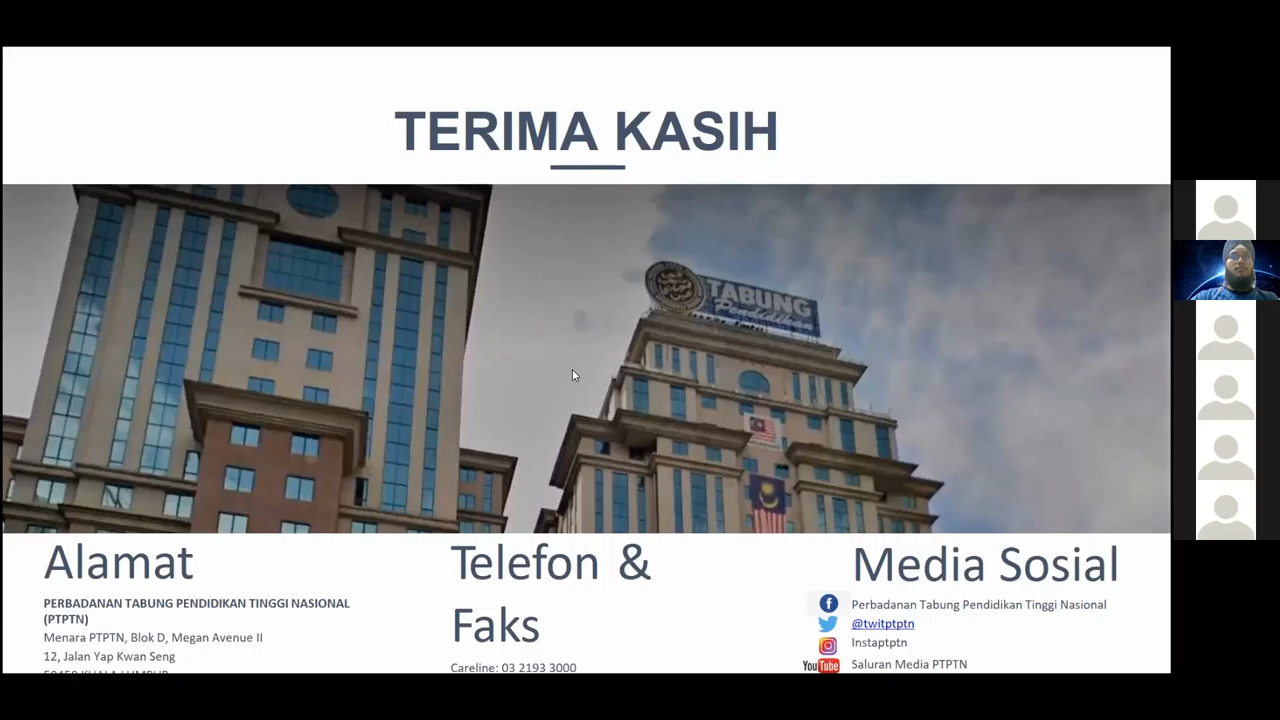 TERIMA KASIH
TABUNG
Pendidikan
Alamat
PERBADANAN TABUNG PENDIDIKAN TINGGI NASIONAL
(PTPTN)
Menara PTPTN, Blok D, Megan Avenue II
12, Jalan Yap Kwan Seng
Telefon &
Faks
Careline: 03 2193 3000
Media Sosial
Perbadanan Tabung Pendidikan Tinggi Nasional
@twitptptn
Instaptptn
YouTube Saluran Media PTPTN